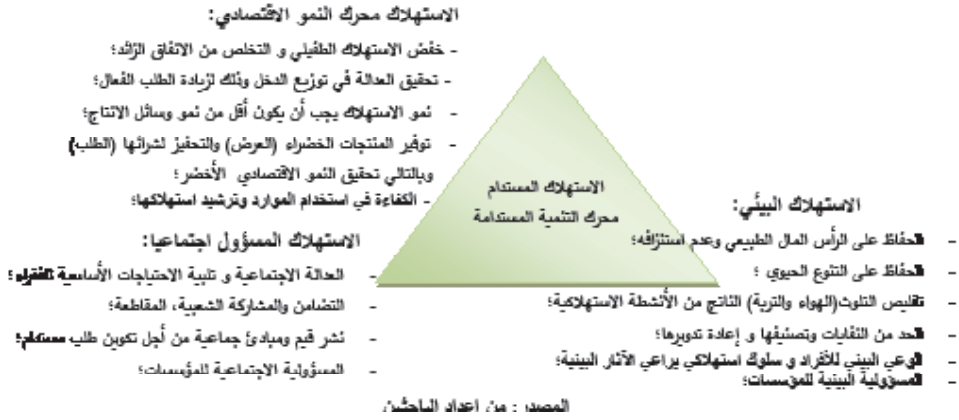 الاستهلاك محرك النمو الاقتصادي:
- خفض الاستهلاك الطفيلي و التخلص من الانفاق الزائد؛
- تحقيق العدالة في توزيع الدخل وذلك لزيادة الطلب الفعال؛
- نمو الاستهلاك يجب أن يكون أقل من نمو وسائل الانتاج؛
- توفير المنتجات الخضراء (العرض) والتحفيز لشرائها (الطلب)
وبالتالي تحقيق النمو الاقتصادي الأخضر؛
- الكفاءة في استخدام الموارد وترشيد استهلاكها؛
الاستهلاك المستدام
محرك التنمية المستدامة
الاستهلاك البيئي:
- الحفاظ على الرأس المال الطبيعي وعدم استنزافه؛
- الحفاظ على التنوع الحيوي ؛
- تقليص التلوث(الهواء والتربة) الناتج من الأنشطة الاستهلاكية؛
- الحد من النفايات وتصنيفها و إعادة تدويرها؛
- الوعي البيئي للأفراد و سلوك استهلاكي يراعي الآثار البيئية؛
- المسؤولية البيئية للمؤسسات؛
الاستهلاك المسؤول اجتماعيا:
- العدالة الاجتماعية و تلبية الاحتياجات الأساسية للفقراء؛
- التضامن والمشاركة الشعبية، المقاطعة؛
- نشر قيم ومبادئ جماعية من أجل تكوين طلب مستدام؛
- المسؤولية الاجتماعية للمؤسسات؛
المصدر: من إعداد الباحثين